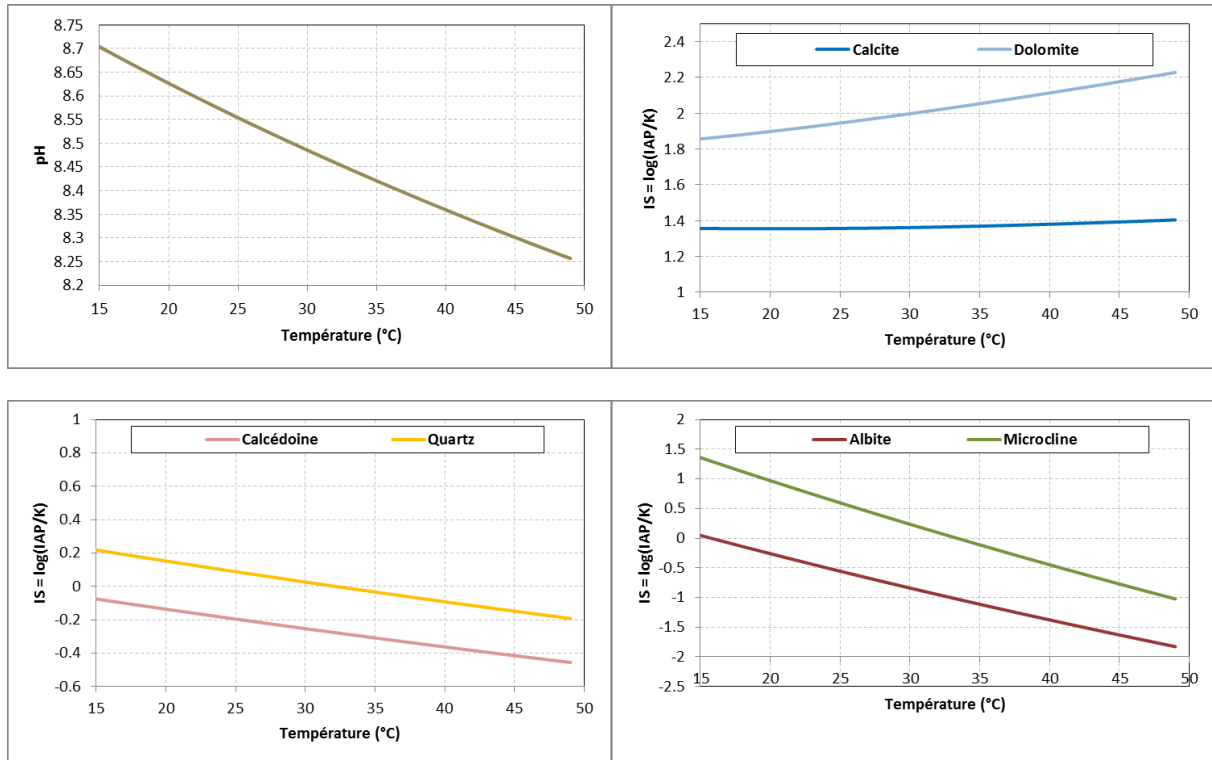 8.75
8.7
8.65
8.6
8.55
8.5
8.45
8.4
8.35
8.3
8.25
8.2
pH
15 20 25 30 35 40 45 50
Température (°C)
Calcite Dolomite
2.4
2.2
2
1.8
1.6
1.4
1.2
1
IS = log(IAP/K)
15 20 25 30 35 40 45 50
Température (°C)
Calcédoine Quartz
1
0.8
0.6
0.4
0.2
0
-0.2
-0.4
-0.6
IS = log(IAP/K)
15 20 25 30 35 40 45 50
Température (°C)
Albite Microcline
2
1.5
1
0.5
0
-0.5
-1
-1.5
-2
-2.5
IS = log(IAP/K)
15 20 25 30 35 40 45 50
Température (°C)